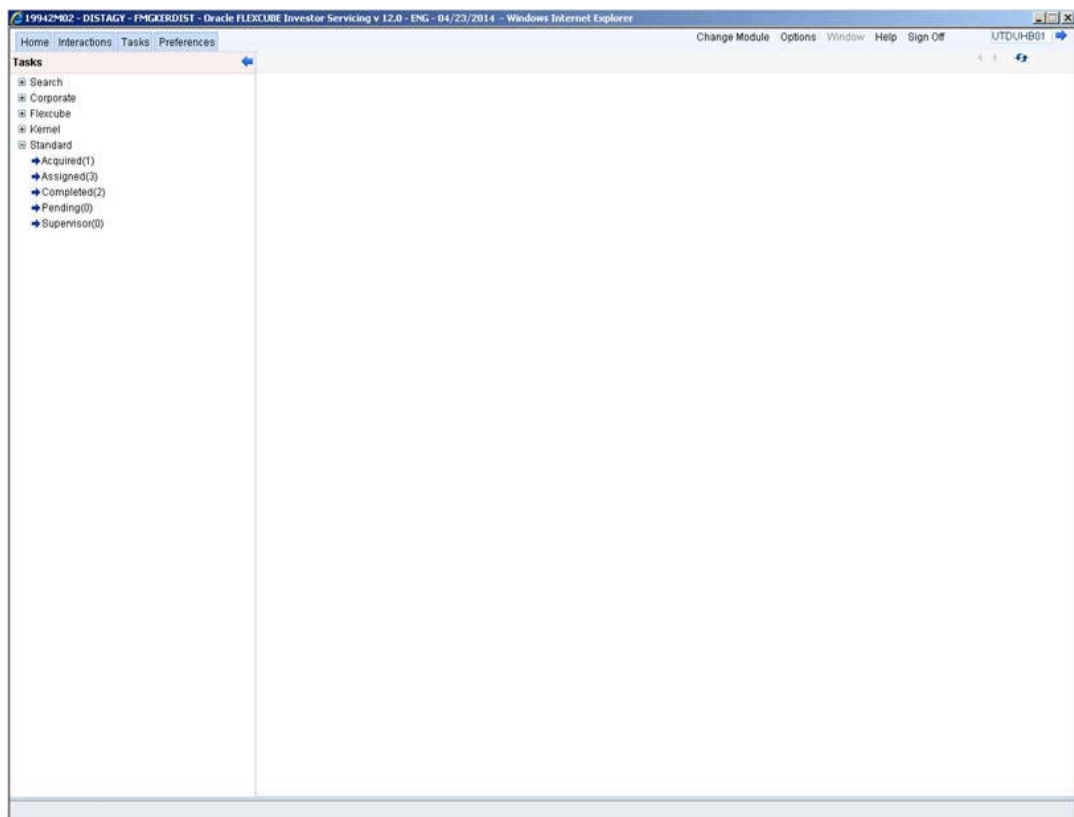 19942M02 - DISTAGY - FMGKERDIST - Oracle FLEXCUBE Investor Servicing v 12.0 - ENG - 04/23/2014 - Windows Internet Explorer
Home Interactions Tasks Preferences Change Module Options Window Help Sign Off UTDUHB01
Tasks
Search
Corporate
Flexcube
Kernel
Standard
Acquired(1)
Assigned(3)
Completed(2)
Pending(0)
Supervisor(0)